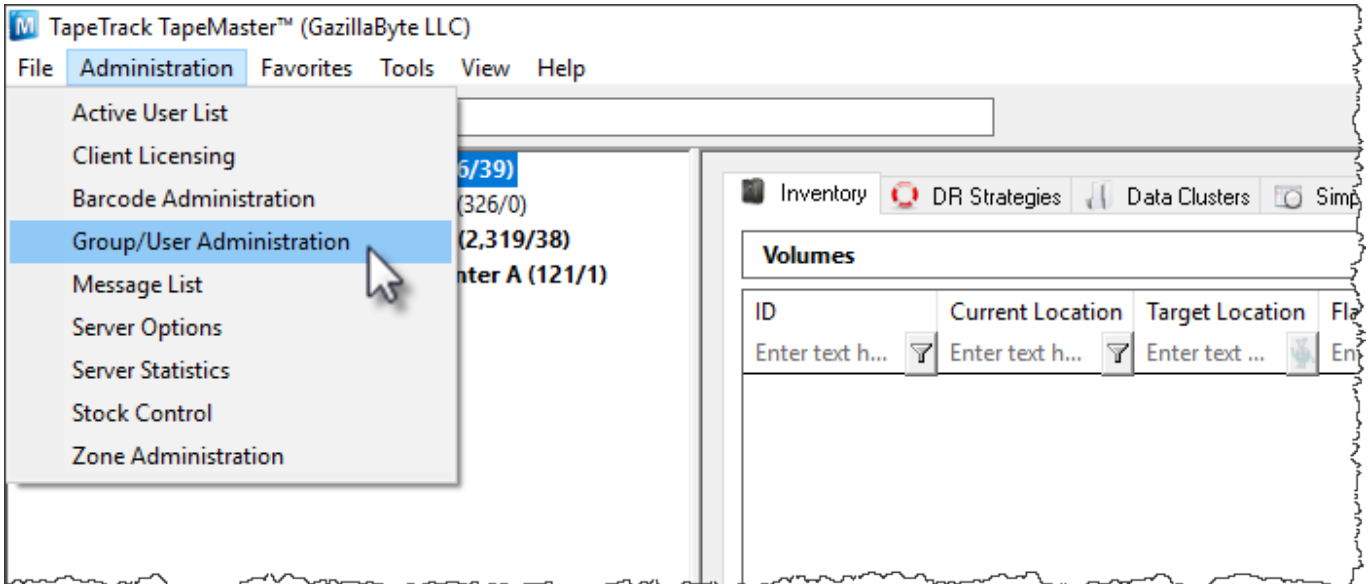 TapeTrack TapeMaster™ (GazillaByte LLC)
File Administration Favorites Tools View Help
Active User List
Client Licensing
Barcode Administration
Group/User Administration
Message List
Server Options
Server Statistics
Stock Control
Zone Administration
6/39)
(326/0)
(2,319/38)
nter A (121/1)
Inventory DR Strategies Data Clusters Simp
Volumes
ID Current Location Target Location Fla
Enter text h... Enter text h... Enter text ... En